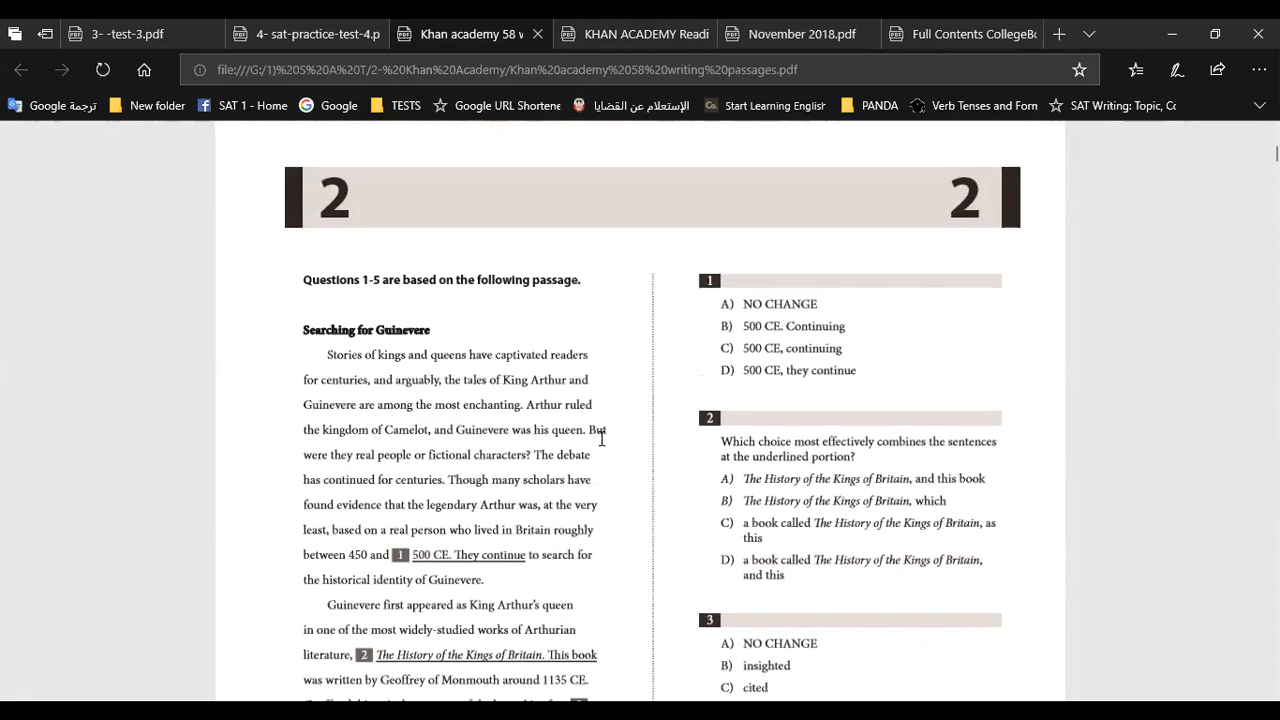 3- -test-3.pdf
4- sat-practice-test-4.p
Khan academy 58 v
KHAN ACADEMY Readi
November 2018.pdf
Full Contents CollegeBo
file:///G:/1)%20S%20A%20T/2-%20Khan%20Academy/Khan%20academy%2058%20writing%20passages.pdf
Google ترجمة
New folder
SAT 1 - Home
Google
TESTS
Google URL Shortene
الإستعلام عن القضايا
Start Learning English
PANDA
Verb Tenses and Form
SAT Writing: Topic, Co
2
2
Questions 1-5 are based on the following passage.
Searching for Guinevere
Stories of kings and queens have captivated readers
for centuries, and arguably, the tales of King Arthur and
Guinevere are among the most enchanting. Arthur ruled
the kingdom of Camelot, and Guinevere was his queen. But
were they real people or fictional characters? The debate
has continued for centuries. Though many scholars have
found evidence that the legendary Arthur was, at the very
least, based on a real person who lived in Britain roughly
between 450 and 1 500 CE. They continue to search for
the historical identity of Guinevere.
Guinevere first appeared as King Arthur's queen
in one of the most widely-studied works of Arthurian
literature, 2 The History of the Kings of Britain. This book
was written by Geoffrey of Monmouth around 1135 CE.
1
A) NO CHANGE
B) 500 CE. Continuing
C) 500 CE, continuing
D) 500 CE, they continue
2
Which choice most effectively combines the sentences
at the underlined portion?
A) The History of the Kings of Britain, and this book
B) The History of the Kings of Britain, which
C) a book called The History of the Kings of Britain, as
this
D) a book called The History of the Kings of Britain,
and this
3
A) NO CHANGE
B) insighted
C) cited